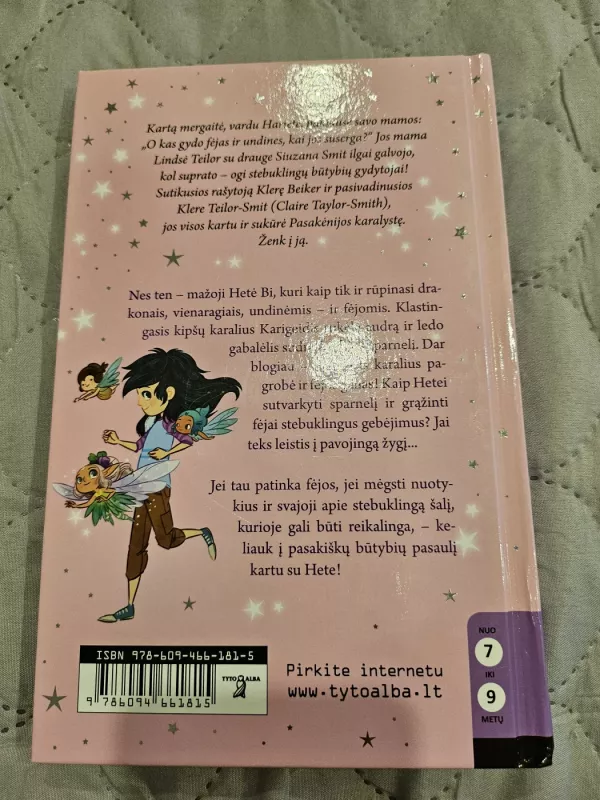 Kartą mergaitė, vardu savo mamos:
„O kas gydo fėjas ir undines, kai jos suserga?“ Jos mama
Lindsė Teilor su drauge Siuzana Smit ilgai galvojo,
kol suprato – ogi stebuklingų būtybių gydytojai!
Sutikusios rašytoją Klerę Beiker ir pasivadinusios
Klere Teilor-Smit (Claire Taylor-Smith),
jos visos kartu ir sukūrė Pasakėnijos karalystę.
Ženk į ją.
Nes ten – mažoji Hetė Bi, kuri kaip tik ir rūpinasi dra-
konais, vienaragiais, undinėmis – ir fėjomis. Klastin-
gasis kipšų karalius audrą ir ledo
gabalėlis sparnelį. Dar
blogiau – karalius pa-
grobė ir Kaip Hetei
sutvarkyti sparnelį ir grąžinti
fėjai stebuklingus gebėjimus? Jai
teks leistis į pavojingą žygį...
Jei tau patinka fėjos, jei mėgsti nuoty-
kius ir svajoji apie stebuklingą šalį,
kurioje gali būti reikalinga, – ke-
liauk į pasakiškų būtybių pasaulį
kartu su Hete!
ISBN 978-609-466-181-5
TYTO ALBA
9 786094 661815
Pirkite internetu
www.tytoalba.lt
NUO
7
IKI
9
METŲ